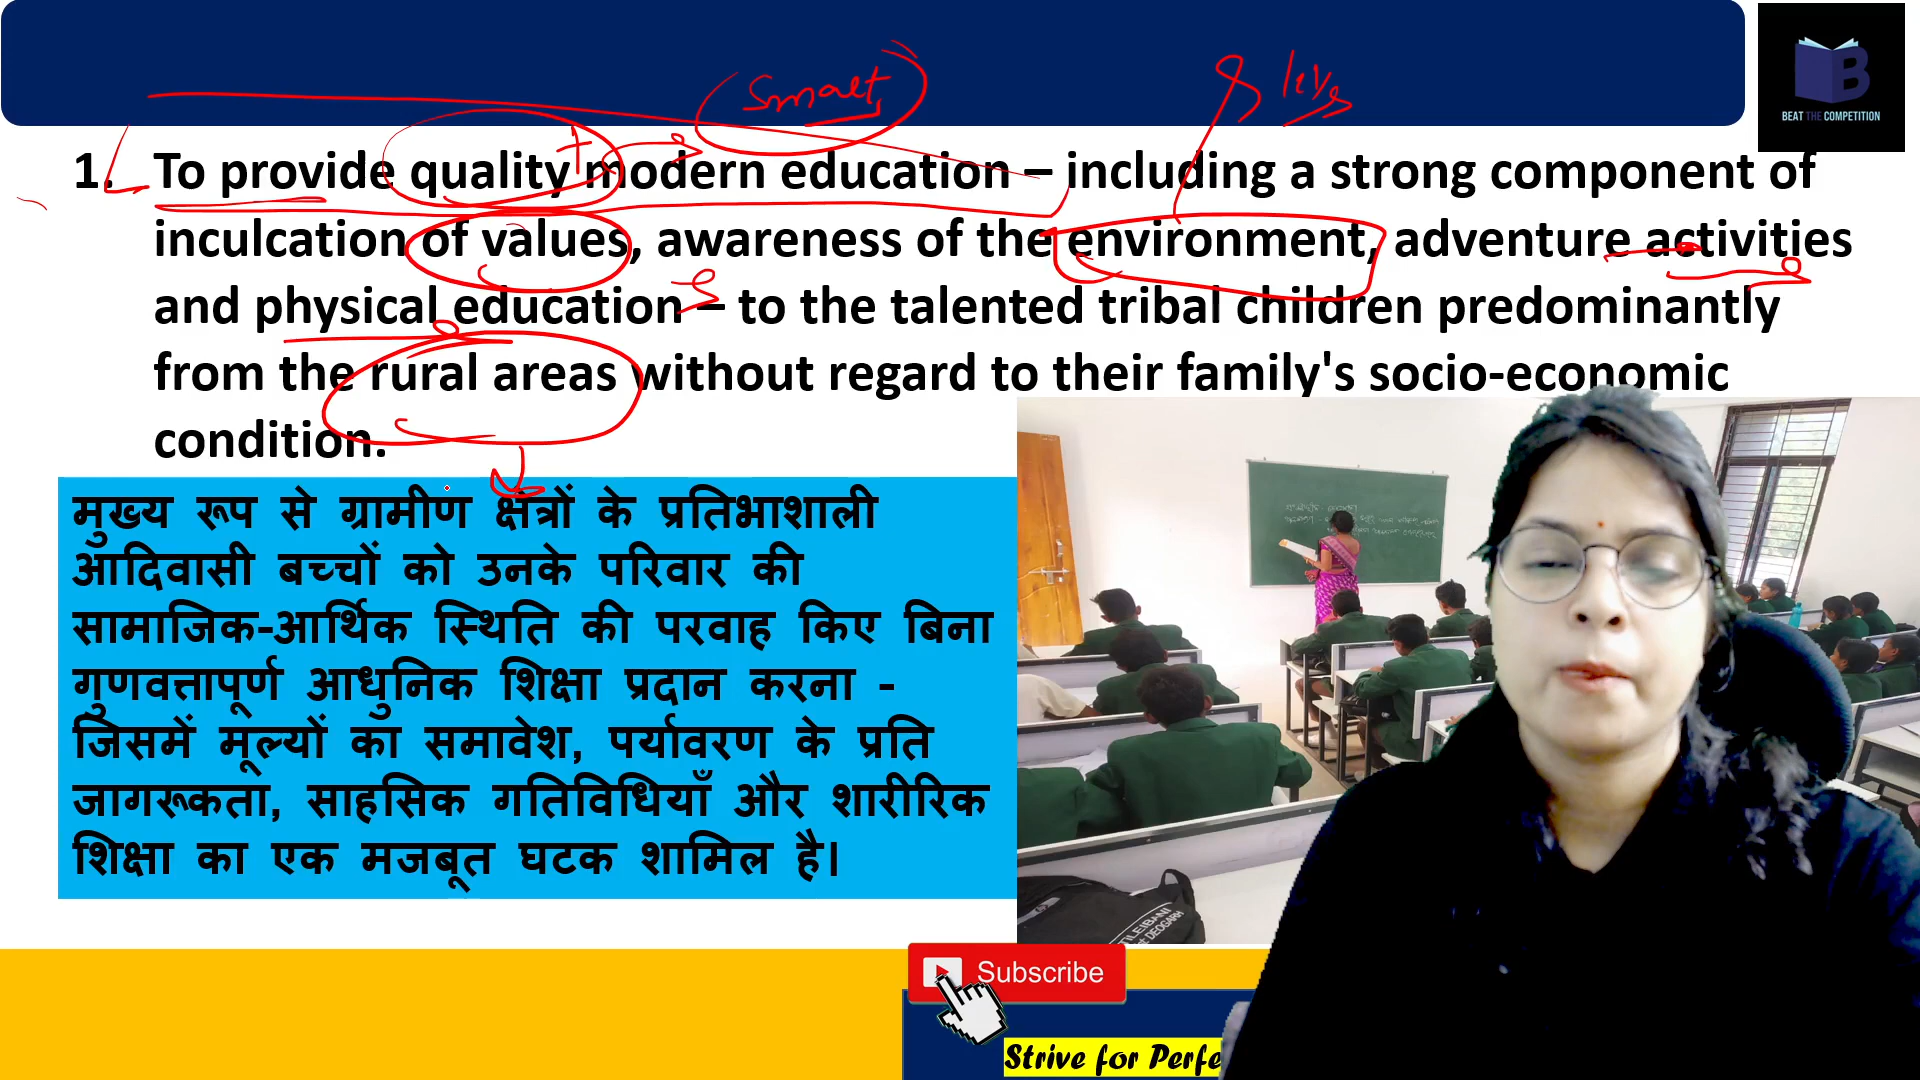 Smart
BEAT THE COMPETITION
1. To provide quality modern education – including a strong component of
inculcation of values, awareness of the environment, adventure activities
and physical education – to the talented tribal children predominantly
from the rural areas without regard to their family's socio-economic
condition.
मुख्य रूप से ग्रामीण क्षेत्रों के प्रतिभाशाली
आदिवासी बच्चों को उनके परिवार की
सामाजिक-आर्थिक स्थिति की परवाह किए बिना
गुणवत्तापूर्ण आधुनिक शिक्षा प्रदान करना -
जिसमें मूल्यों का समावेश, पर्यावरण के प्रति
जागरूकता, साहसिक गतिविधियाँ और शारीरिक
शिक्षा का एक मजबूत घटक शामिल है।
TILEIBANI
DEOGARH
Subscribe
Strive for Perfe